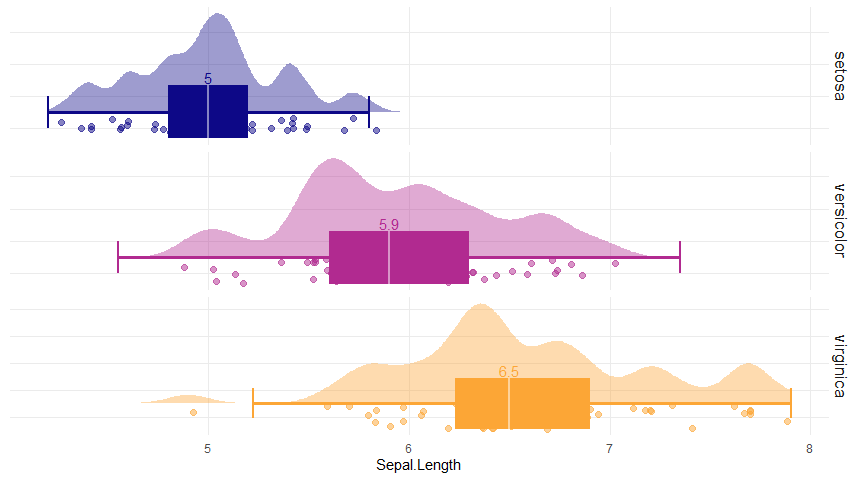 5
setosa
5.9
versicolor
6.5
virginica
5 6 7 8
Sepal.Length